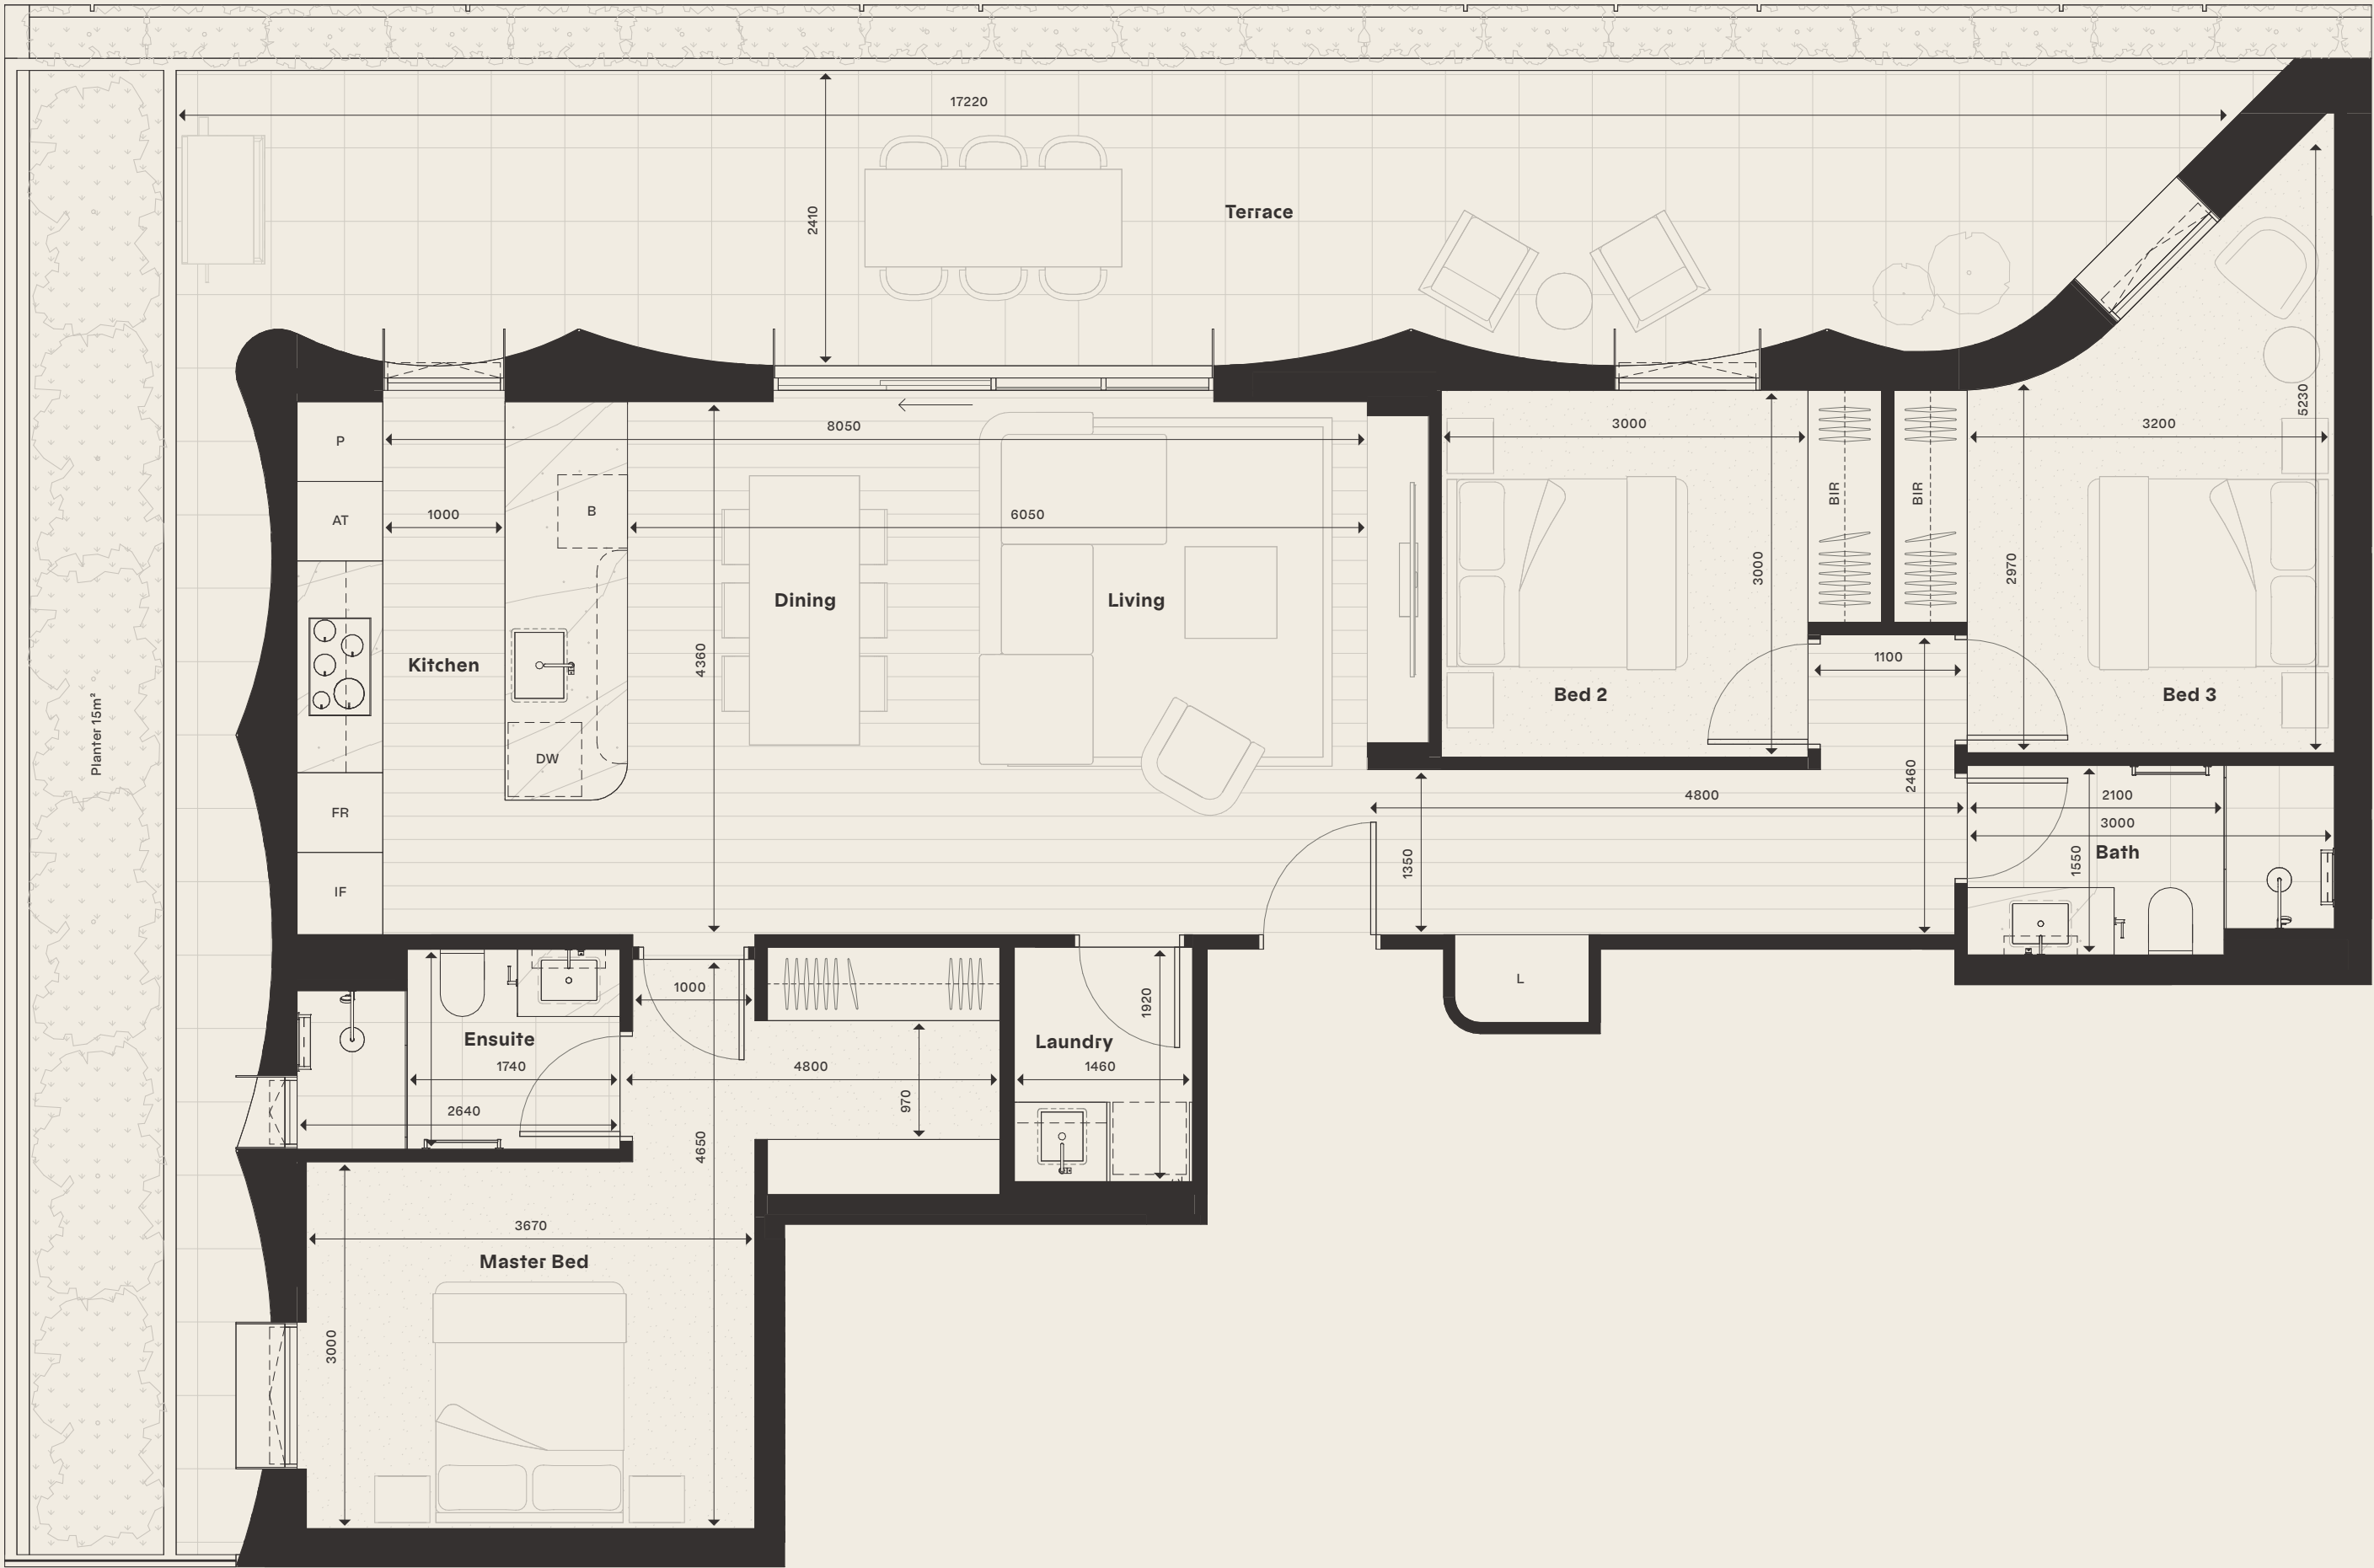 17220
2410
Terrace
P
8050
3000
3200
5230
BIR
BIR
AT
1000
B
6050
3000
2970
Dining
Living
4360
Kitchen
1100
Bed 2
Bed 3
Planter 15m²
DW
2460
4800
2100
FR
3000
1350
1550
Bath
IF
L
1000
1920
Ensuite
Laundry
1740
4800
1460
970
2640
4650
3670
Master Bed
3000